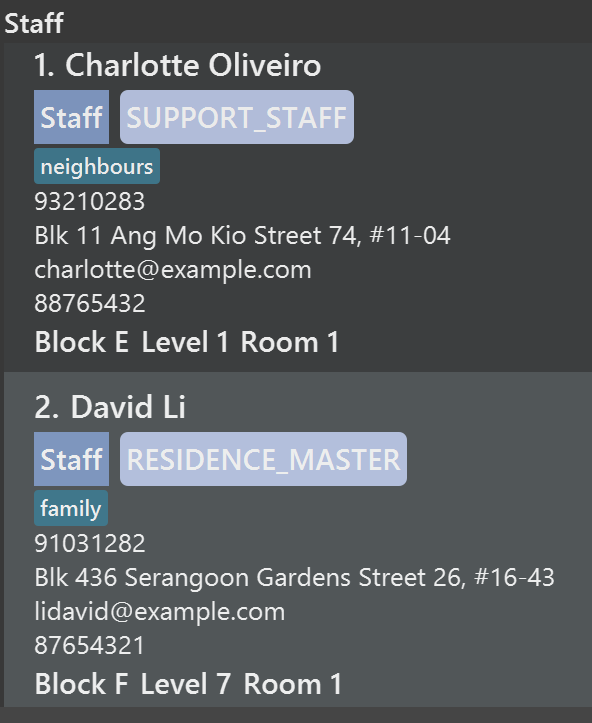 Staff
1. Charlotte Oliveiro
Staff SUPPORT_STAFF
neighbours
93210283
Blk 11 Ang Mo Kio Street 74, #11-04
charlotte@example.com
88765432
Block E Level 1 Room 1
2. David Li
Staff RESIDENCE_MASTER
family
91031282
Blk 436 Serangoon Gardens Street 26, #16-43
lidavid@example.com
87654321
Block F Level 7 Room 1